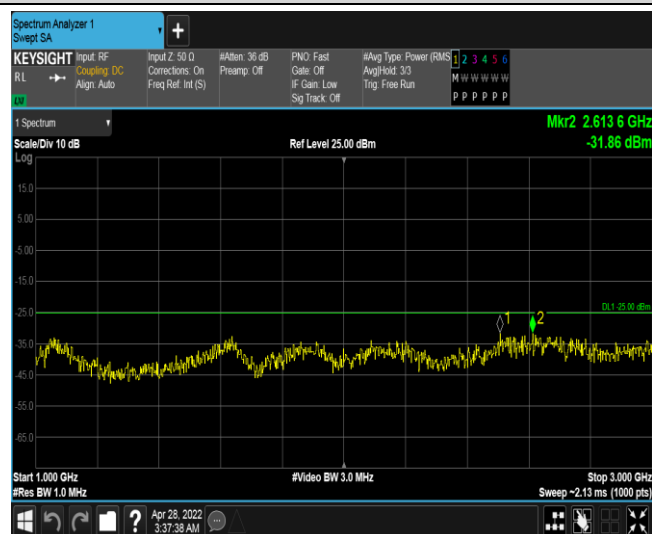 Spectrum Analyzer 1
Swept SA
+
KEYSIGHT
RL
Input: RF
Coupling: DC
Align: Auto
Input Z: 50 Ω
Corrections: On
Freq Ref: Int (S)
#Atten: 36 dB
Preamp: Off
PNO: Fast
Gate: Off
IF Gain: Low
Sig Track: Off
#Avg Type: Power (RMS
Avg|Hold: 3/3
Trig: Free Run
1 2 3 4 5 6
M W W W W W
P P P P P P
1 Spectrum
Mkr2 2.613 6 GHz
Scale/Div 10 dB
Ref Level 25.00 dBm
-31.86 dBm
Log
15.0
5.00
-5.00
-15.0
-25.0
DL1 -25.00 dBm
1
2
-35.0
-45.0
-55.0
-65.0
Start 1.000 GHz
#Video BW 3.0 MHz
Stop 3.000 GHz
#Res BW 1.0 MHz
Sweep ~2.13 ms (1000 pts)
?
Apr 28, 2022
3:37:38 AM